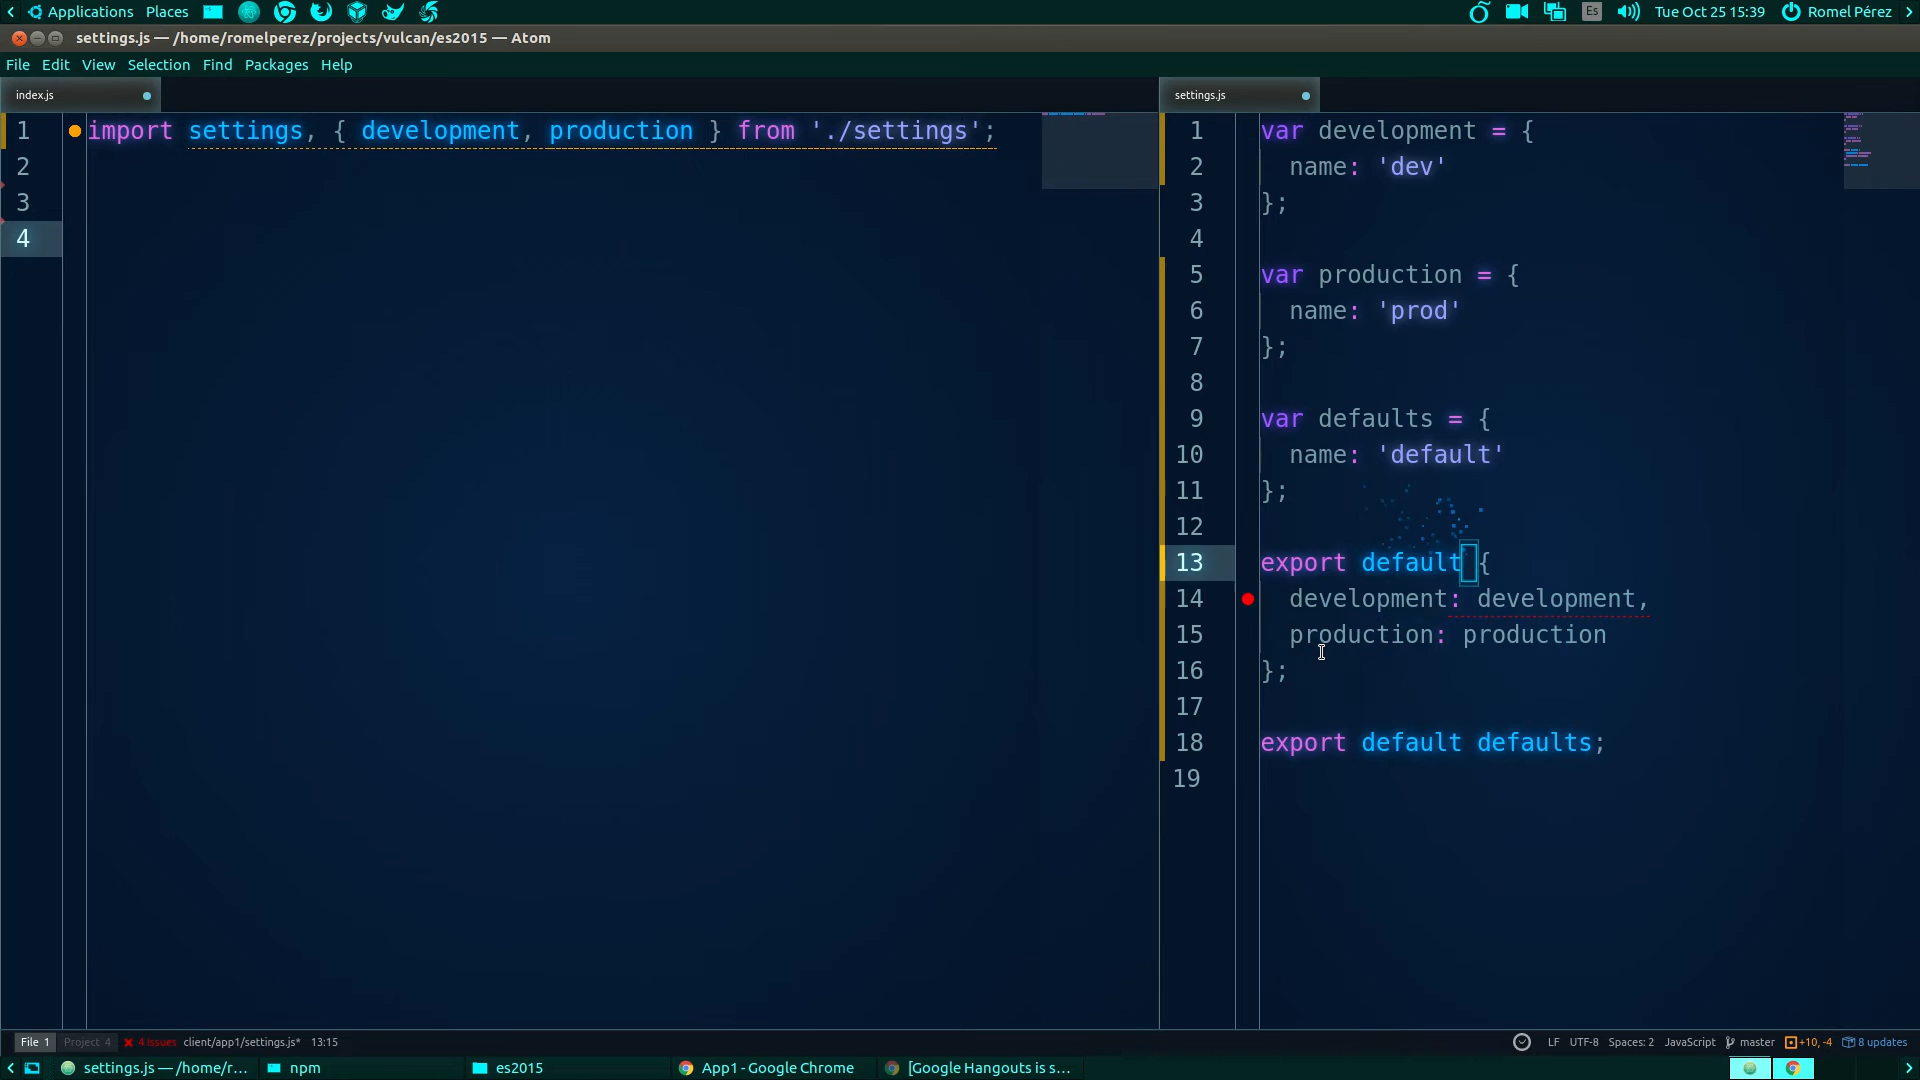 Applications Places Es Tue Oct 25 15:39 Romel Pérez
settings.js — /home/romelperez/projects/vulcan/es2015 — Atom
File Edit View Selection Find Packages Help
index.js
1 import settings, { development, production } from './settings';
2
3
4
settings.js
1 var development = {
2 name: 'dev'
3 };
4
5 var production = {
6 name: 'prod'
7 };
8
9 var defaults = {
10 name: 'default'
11 };
12
13 export default {
14 development: development,
15 production: production
16 };
17
18 export default defaults;
19
File 1 Project 4 4 Issues client/app1/settings.js* 13:15 LF UTF-8 Spaces: 2 JavaScript master +10, -4 8 updates
settings.js — /home/r... npm es2015 App1 - Google Chrome [Google Hangouts is s...